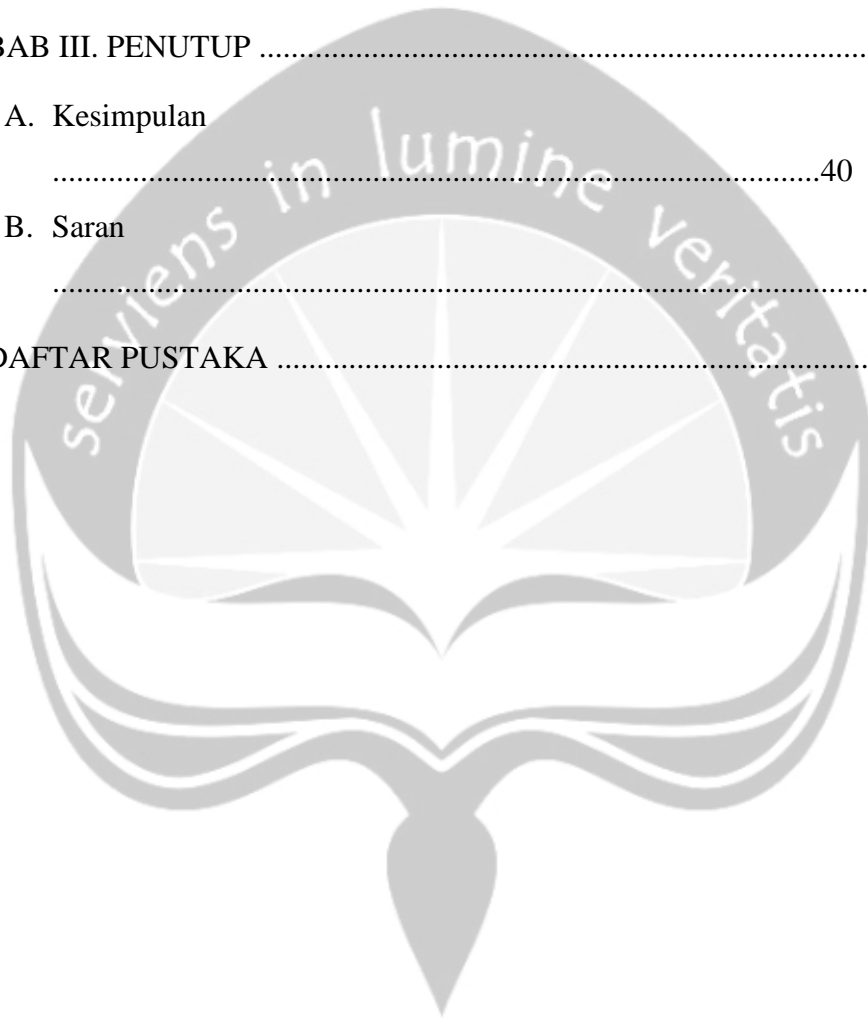 BAB III. PENUTUP ............................................................................
A. Kesimpulan
.................................................................................................40
B. Saran
.......................................................................................................
DAFTAR PUSTAKA ..........................................................................
serviens in lumine veritatis